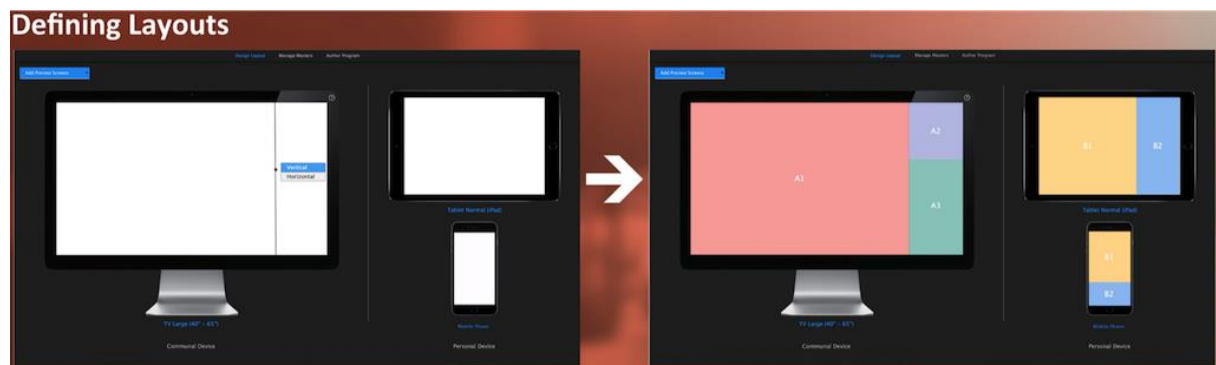 Defining Layouts
Design Layout Manage Masters Author Program
Add Preview Screens
Vertical
Horizontal
TV Large (40" - 65")
Communal Device
Tablet Normal (iPad)
Mobile Phone
Personal Device
Design Layout Manage Masters Author Program
Add Preview Screens
A1
A2
A3
TV Large (40" - 65")
Communal Device
B1 B2
Tablet Normal (iPad)
B1
B2
Mobile Phone
Personal Device